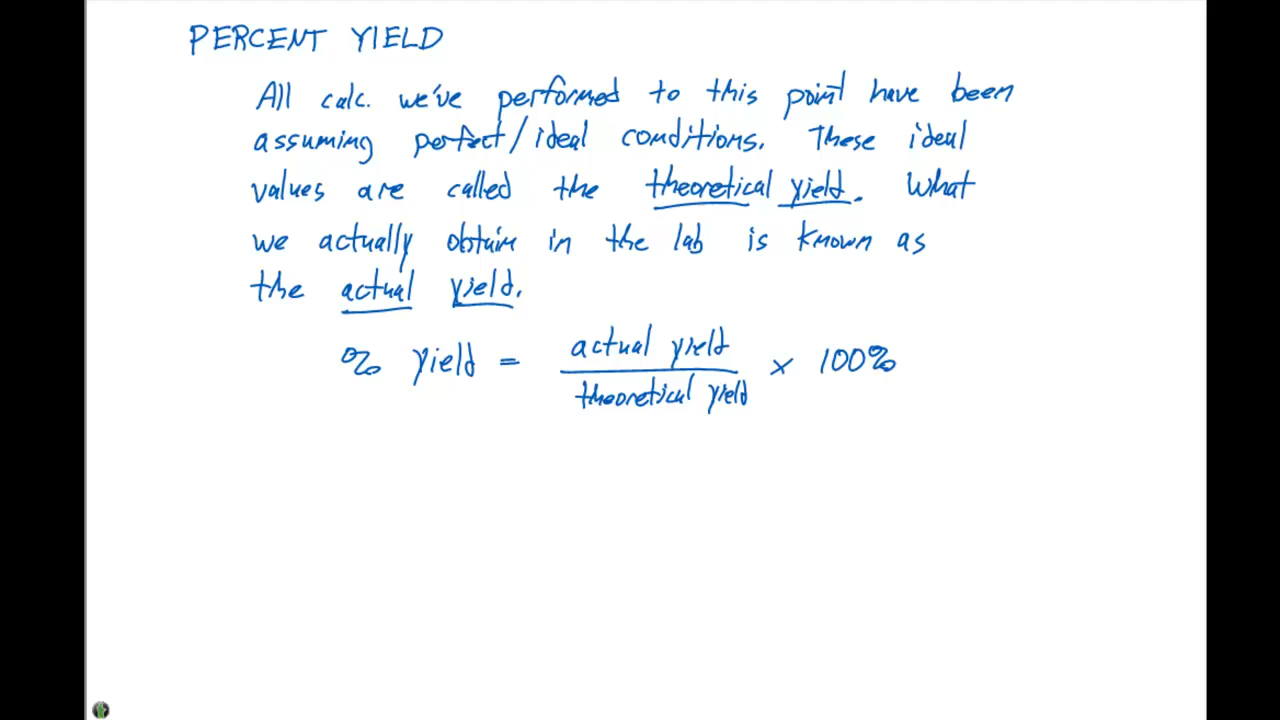 PERCENT YIELD
All calc. we've performed to this point have been
assuming perfect/ideal conditions. These ideal
values are called the theoretical yield. What
we actually obtain in the lab is known as
the actual yield.
% yield = actual yield / theoretical yield × 100%